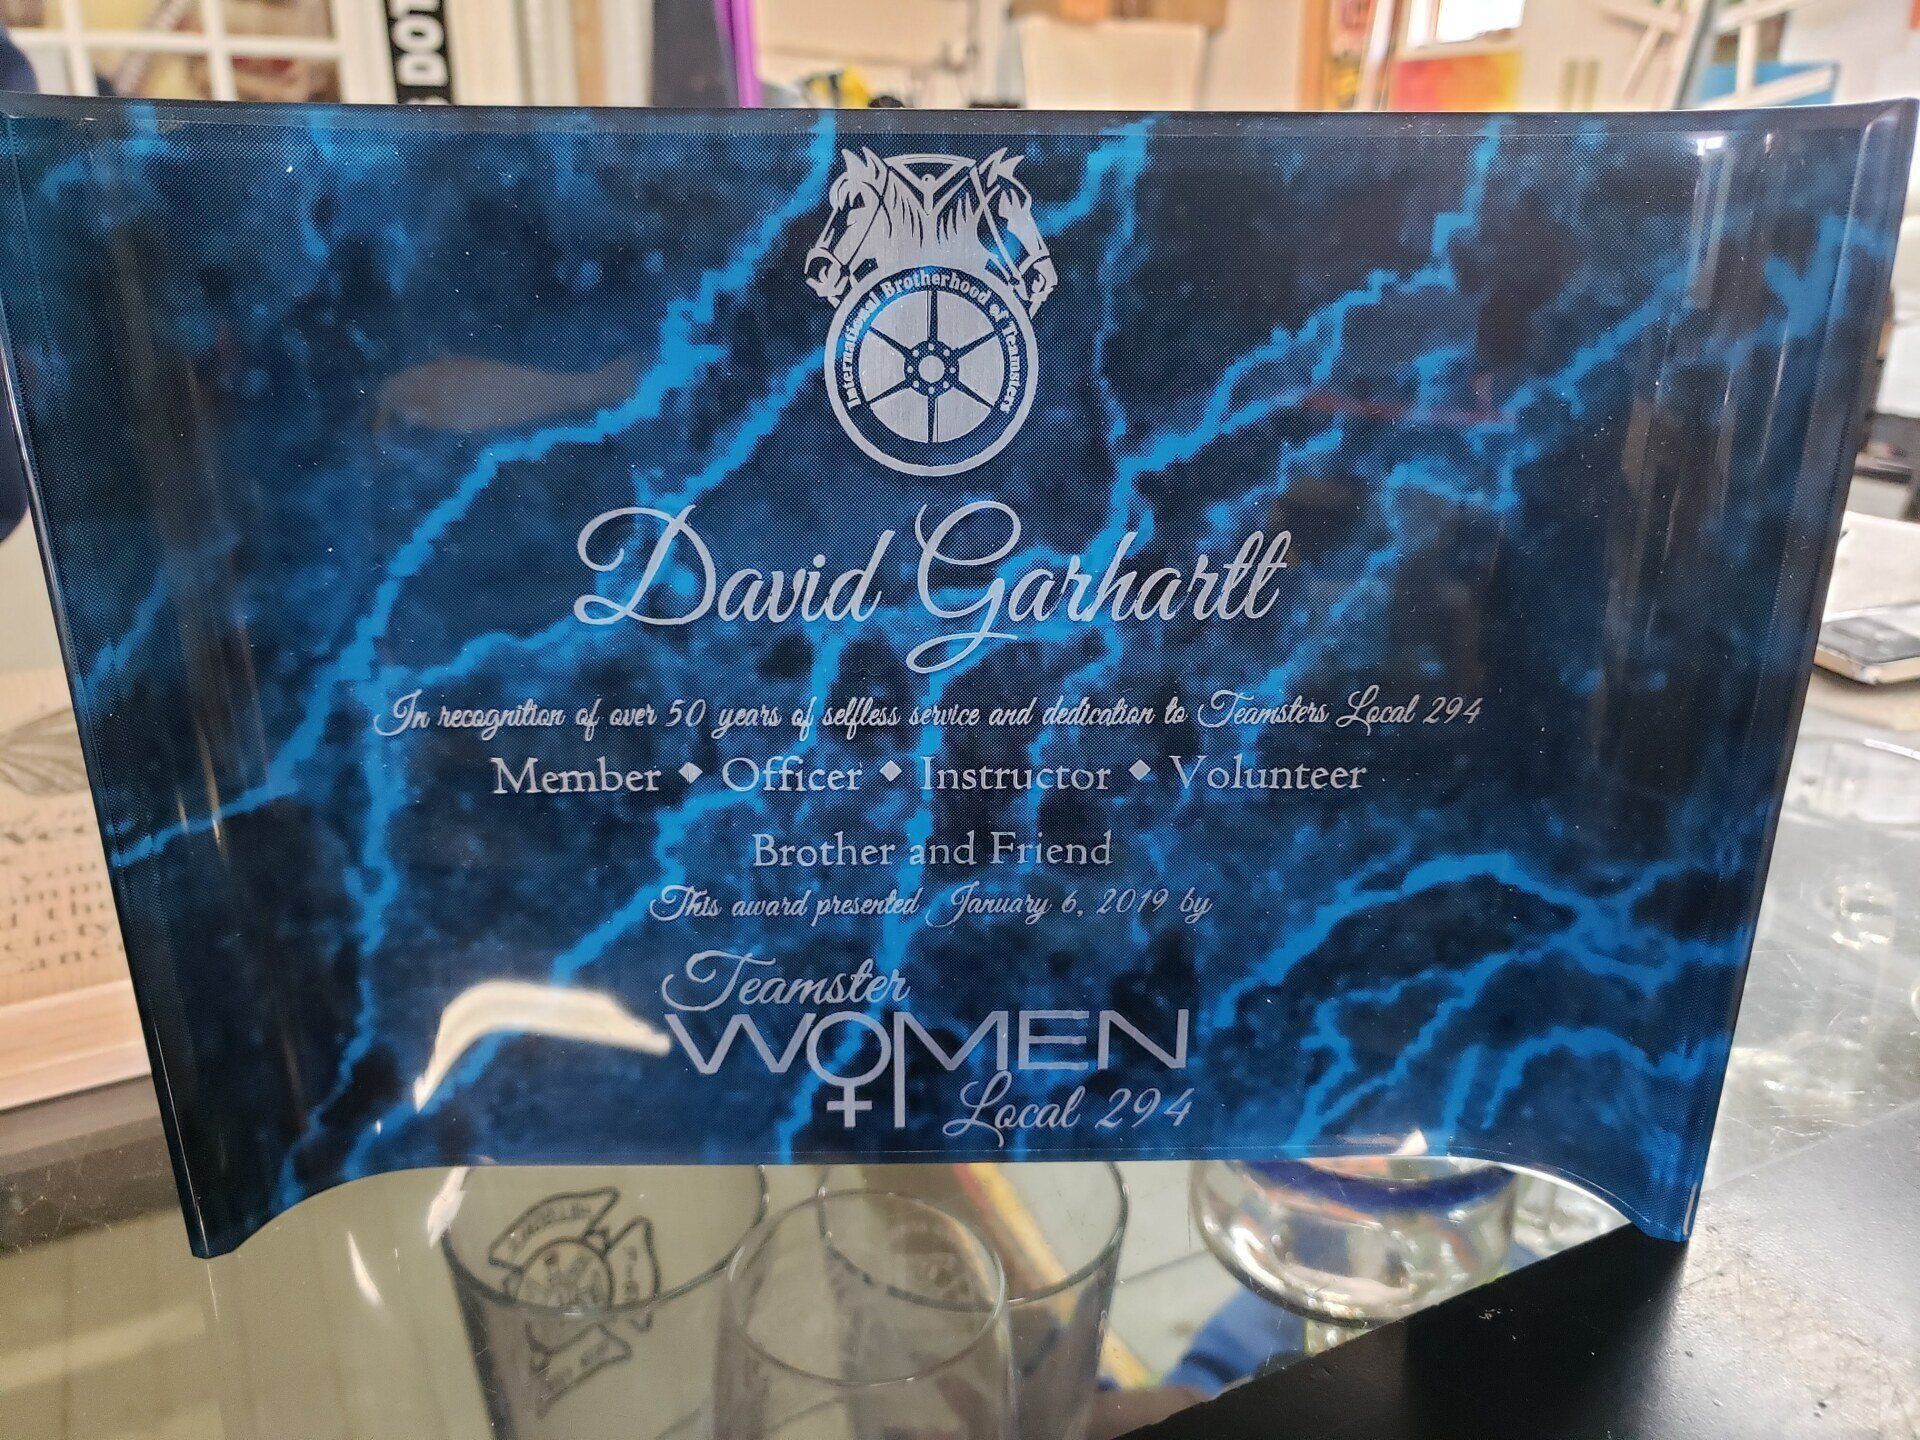 DOT
International Brotherhood of Teamsters
David Garhartt
In recognition of over 50 years of selfless service and dedication to Teamsters Local 294
Member ◆ Officer ◆ Instructor ◆ Volunteer
Brother and Friend
This award presented January 6, 2019 by
Teamster
WOMEN
Local 294